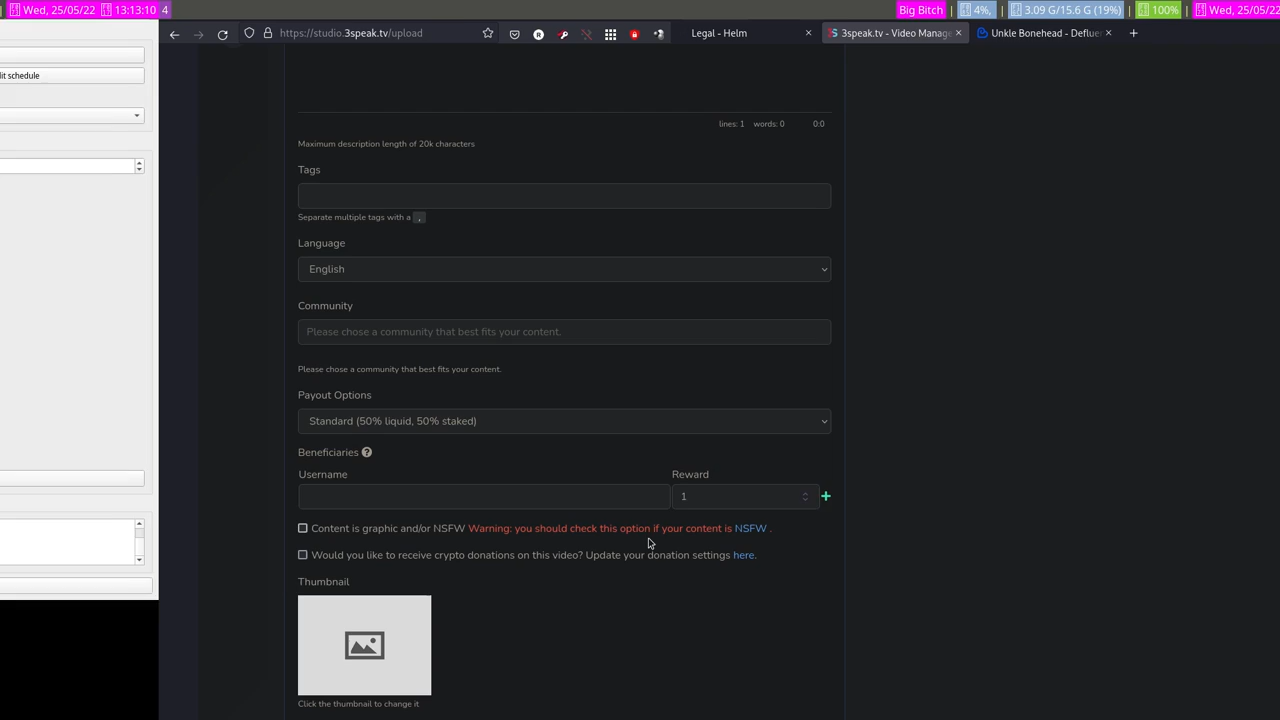 Wed, 25/05/22 13:13:10 4
Big Bitch 4%, 3.09 G/15.6 G (19%) 100% Wed, 25/05/22
https://studio.3speak.tv/upload
Legal - Helm
3speak.tv - Video Manage
Unkle Bonehead - Defluer
dit schedule
lines: 1 words: 0 0:0
Maximum description length of 20k characters
Tags
Separate multiple tags with a ,
Language
English
Community
Please chose a community that best fits your content.
Please chose a community that best fits your content.
Payout Options
Standard (50% liquid, 50% staked)
Beneficiaries ?
Username Reward
1 +
Content is graphic and/or NSFW Warning: you should check this option if your content is NSFW .
Would you like to receive crypto donations on this video? Update your donation settings here.
Thumbnail
Click the thumbnail to change it